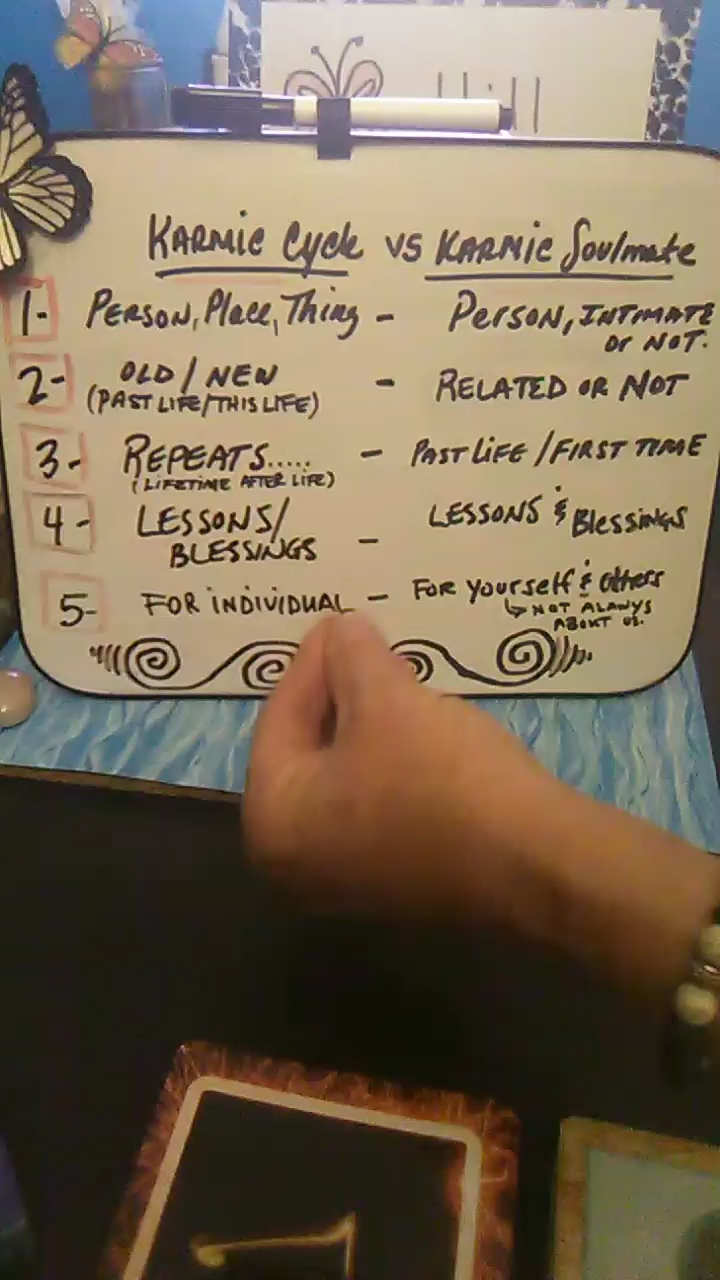 Hill
KARMIC Cycle VS KARMIC Soulmate
1- PERSON, Place, Thing - PERSON, INTIMATE
OR NOT.
2- OLD / NEW - RELATED OR NOT
(PAST LIFE/THIS LIFE)
3- REPEATS..... - PAST LIFE / FIRST TIME
(LIFETIME AFTER LIFE)
4- LESSONS/ - LESSONS & Blessings
BLESSINGS
5- FOR INDIVIDUAL - FOR yourself & others
NOT ALWAYS
ABOUT US.